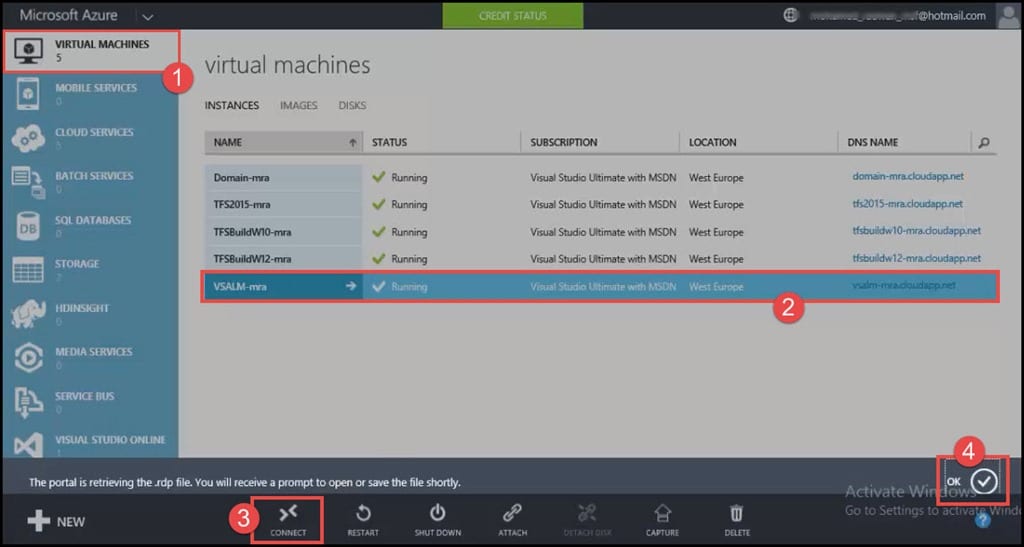 Microsoft Azure
CREDIT STATUS
@hotmail.com
VIRTUAL MACHINES
5
1
MOBILE SERVICES
0
CLOUD SERVICES
5
BATCH SERVICES
0
SQL DATABASES
0
STORAGE
7
HDINSIGHT
0
MEDIA SERVICES
0
SERVICE BUS
0
VISUAL STUDIO ONLINE
1
virtual machines
INSTANCES IMAGES DISKS
NAME STATUS SUBSCRIPTION LOCATION DNS NAME
Domain-mra Running Visual Studio Ultimate with MSDN West Europe domain-mra.cloudapp.net
TFS2015-mra Running Visual Studio Ultimate with MSDN West Europe tfs2015-mra.cloudapp.net
TFSBuildW10-mra Running Visual Studio Ultimate with MSDN West Europe tfsbuildw10-mra.cloudapp.net
TFSBuildW12-mra Running Visual Studio Ultimate with MSDN West Europe tfsbuildw12-mra.cloudapp.net
VSALM-mra Running Visual Studio Ultimate with MSDN West Europe vsalm-mra.cloudapp.net
2
The portal is retrieving the .rdp file. You will receive a prompt to open or save the file shortly.
4
OK
Activate Windows
Go to Settings to activate Windo
NEW
3
CONNECT RESTART SHUT DOWN ATTACH DETACH DISK CAPTURE DELETE
?